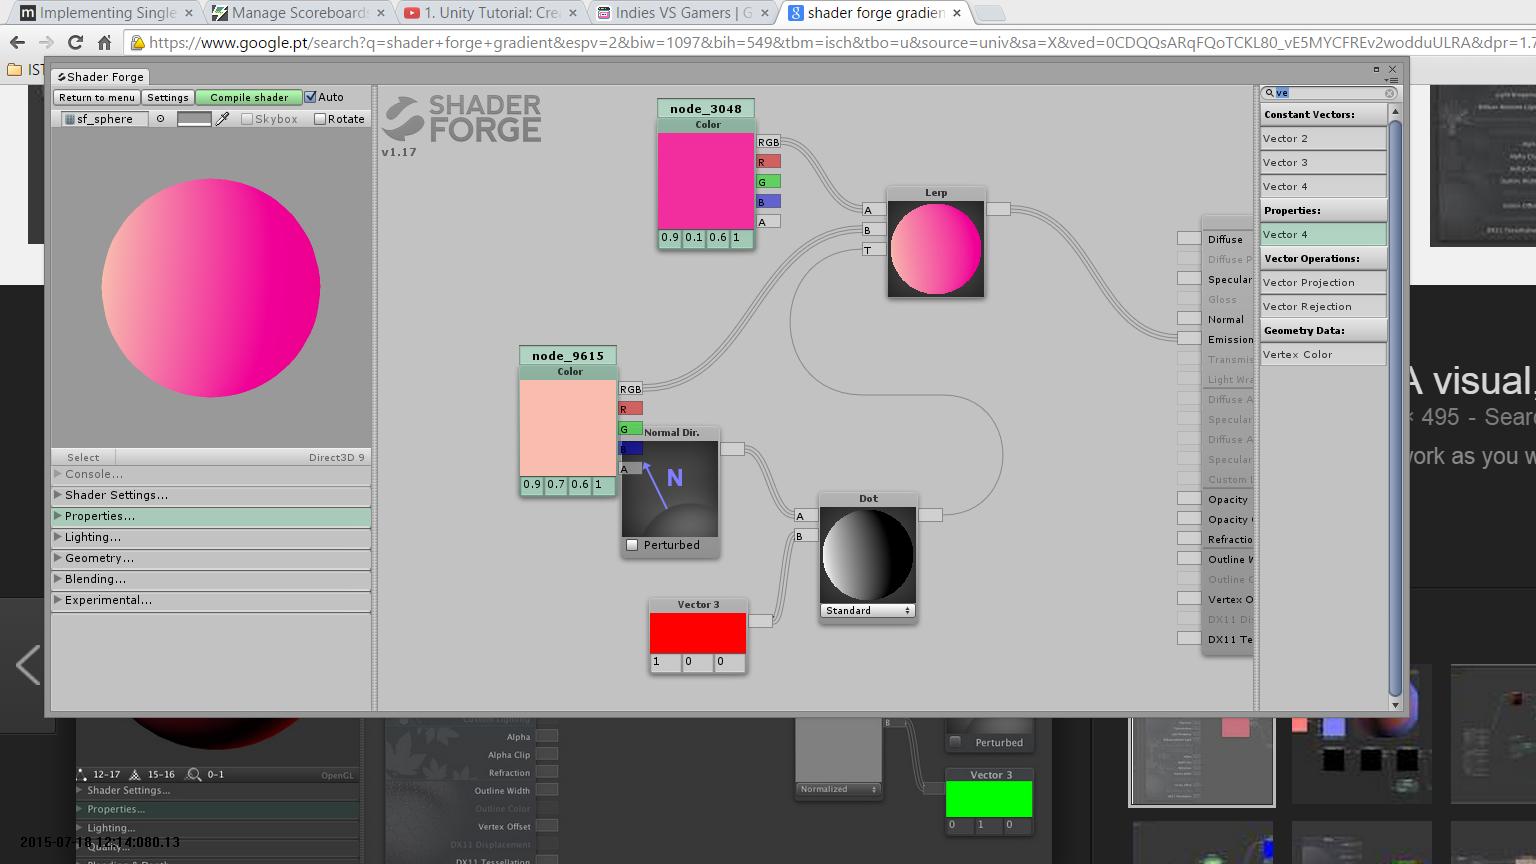 Implementing Single
Manage Scoreboards
1. Unity Tutorial: Crea
Indies VS Gamers | G
shader forge gradien
https://www.google.pt/search?q=shader+forge+gradient&espv=2&biw=1097&bih=549&tbm=isch&tbo=u&source=univ&sa=X&ved=0CDQQsARqFQoTCKL80_vE5MYCFREv2wodduULRA&dpr=1.7
IST
Shader Forge
Return to menu
Settings
Compile shader
Auto
sf_sphere
Skybox
Rotate
SHADER
FORGE
v1.17
node_3048
Color
RGB
R
G
B
A
0.9 0.1 0.6 1
Lerp
A
B
T
node_9615
Color
RGB
R
G
B
A
0.9 0.7 0.6 1
Normal Dir.
N
Perturbed
Vector 3
1 0 0
Dot
A
B
Standard
Diffuse
Diffuse P
Specular
Gloss
Normal
Emission
Transmis
Light Wra
Diffuse A
Specular
Diffuse A
Specular
Custom L
Opacity
Opacity
Refractio
Outline W
Outline C
Vertex O
DX11 Di
DX11 Te
ve
Constant Vectors:
Vector 2
Vector 3
Vector 4
Properties:
Vector 4
Vector Operations:
Vector Projection
Vector Rejection
Geometry Data:
Vertex Color
Select
Direct3D 9
Console...
Shader Settings...
Properties...
Lighting...
Geometry...
Blending...
Experimental...
A visual,
× 495 - Searc
work as you w
12-17 15-16 0-1
OpenGL
Shader Settings...
Properties...
Lighting...
Quality...
2015-07-18 12:14:080.13
Custom Lighting
Alpha
Alpha Clip
Refraction
Outline Width
Outline Color
Vertex Offset
DX11 Displacement
DX11 Tessellation
Normalized
B
Perturbed
Vector 3
0 1 0